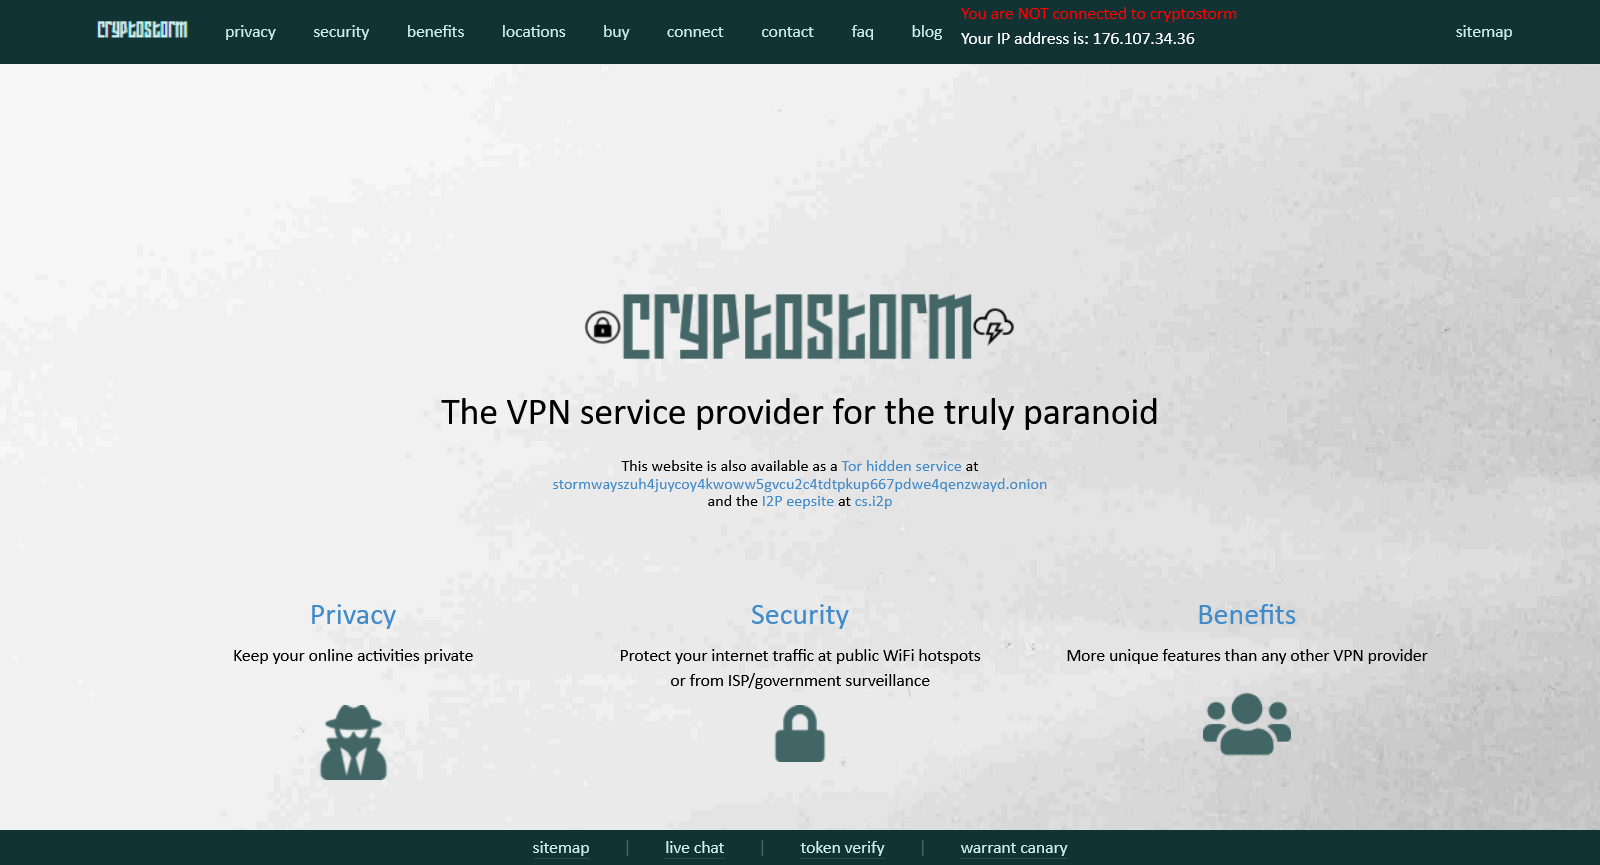 cryptostorm privacy security benefits locations buy connect contact faq blog
You are NOT connected to cryptostorm
Your IP address is: 176.107.34.36
sitemap
cryptostorm
The VPN service provider for the truly paranoid
This website is also available as a Tor hidden service at
stormwayszuh4juycoy4kwoww5gvcu2c4tdtpkup667pdwe4qenzwayd.onion
and the I2P eepsite at cs.i2p
Privacy
Keep your online activities private
Security
Protect your internet traffic at public WiFi hotspots
or from ISP/government surveillance
Benefits
More unique features than any other VPN provider
sitemap | live chat | token verify | warrant canary